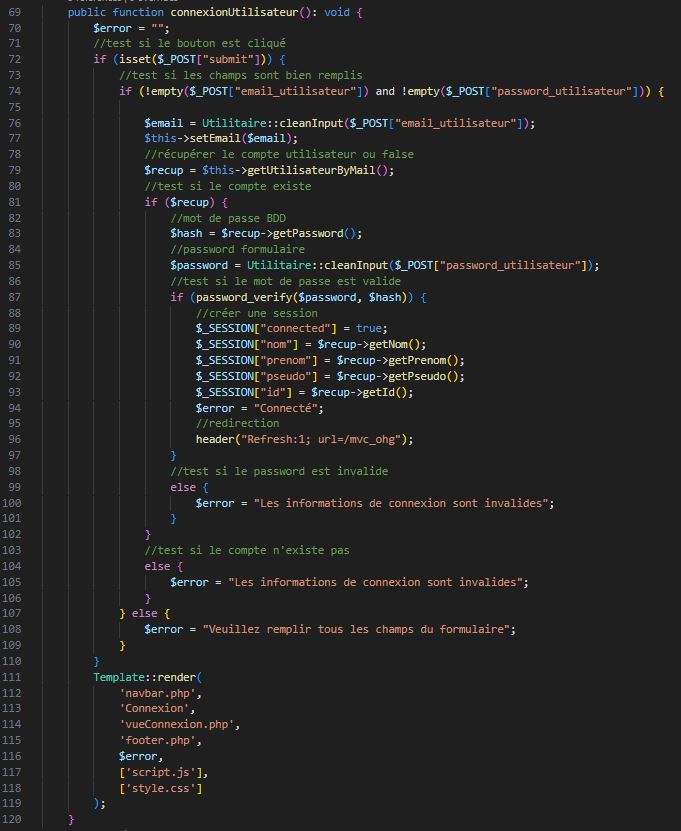 69 public function connexionUtilisateur(): void {
70 $error = "";
71 //test si le bouton est cliqué
72 if (isset($_POST["submit"])) {
73 //test si les champs sont bien remplis
74 if (!empty($_POST["email_utilisateur"]) and !empty($_POST["password_utilisateur"])) {
75
76 $email = Utilitaire::cleanInput($_POST["email_utilisateur"]);
77 $this->setEmail($email);
78 //récupérer le compte utilisateur ou false
79 $recup = $this->getUtilisateurByMail();
80 //test si le compte existe
81 if ($recup) {
82 //mot de passe BDD
83 $hash = $recup->getPassword();
84 //password formulaire
85 $password = Utilitaire::cleanInput($_POST["password_utilisateur"]);
86 //test si le mot de passe est valide
87 if (password_verify($password, $hash)) {
88 //créer une session
89 $_SESSION["connected"] = true;
90 $_SESSION["nom"] = $recup->getNom();
91 $_SESSION["prenom"] = $recup->getPrenom();
92 $_SESSION["pseudo"] = $recup->getPseudo();
93 $_SESSION["id"] = $recup->getId();
94 $error = "Connecté";
95 //redirection
96 header("Refresh:1; url=/mvc_ohg");
97 }
98 //test si le password est invalide
99 else {
100 $error = "Les informations de connexion sont invalides";
101 }
102 }
103 //test si le compte n'existe pas
104 else {
105 $error = "Les informations de connexion sont invalides";
106 }
107 } else {
108 $error = "Veuillez remplir tous les champs du formulaire";
109 }
110 }
111 Template::render(
112 'navbar.php',
113 'Connexion',
114 'vueConnexion.php',
115 'footer.php',
116 $error,
117 ['script.js'],
118 ['style.css']
119 );
120 }